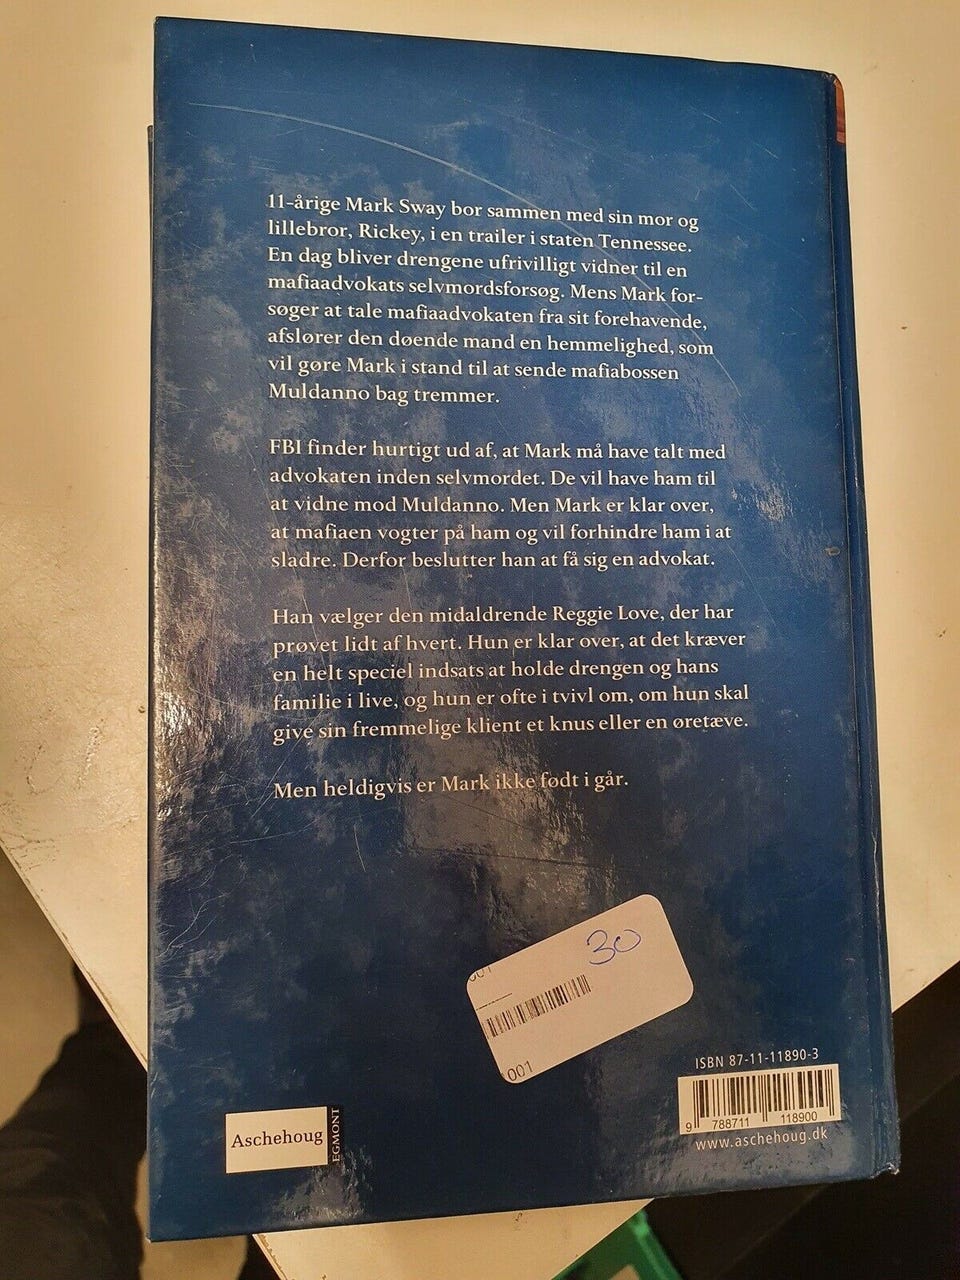 11-årige Mark Sway bor sammen med sin mor og
lillebror, Rickey, i en trailer i staten Tennessee.
En dag bliver drengene ufrivilligt vidner til en
mafiaadvokats selvmordsforsøg. Mens Mark for-
søger at tale mafiaadvokaten fra sit forehavende,
afslører den døende mand en hemmelighed, som
vil gøre Mark i stand til at sende mafiabossen
Muldanno bag tremmer.
FBI finder hurtigt ud af, at Mark må have talt med
advokaten inden selvmordet. De vil have ham til
at vidne mod Muldanno. Men Mark er klar over,
at mafiaen vogter på ham og vil forhindre ham i at
sladre. Derfor beslutter han at få sig en advokat.
Han vælger den midaldrende Reggie Love, der har
prøvet lidt af hvert. Hun er klar over, at det kræver
en helt speciel indsats at holde drengen og hans
familie i live, og hun er ofte i tvivl om, om hun skal
give sin fremmelige klient et knus eller en øretæve.
Men heldigvis er Mark ikke født i går.
30
001
ISBN 87-11-11890-3
9 788711 118900
www.aschehoug.dk
Aschehoug
EGMONT